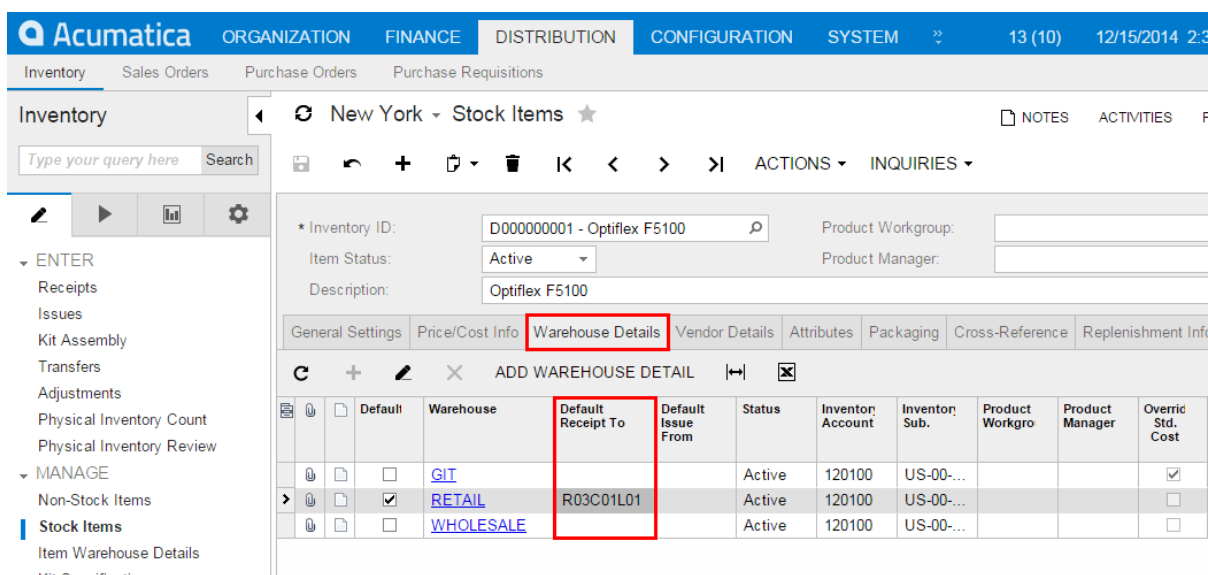 Acumatica ORGANIZATION FINANCE DISTRIBUTION CONFIGURATION SYSTEM 13 (10) 12/15/2014 2:3
Inventory Sales Orders Purchase Orders Purchase Requisitions
Inventory
New York Stock Items NOTES ACTIVITIES
Type your query here Search
ACTIONS INQUIRIES
* Inventory ID: D000000001 - Optiflex F5100 Product Workgroup:
Item Status: Active Product Manager:
Description: Optiflex F5100
General Settings Price/Cost Info Warehouse Details Vendor Details Attributes Packaging Cross-Reference Replenishment Info
ADD WAREHOUSE DETAIL
Default Warehouse Default Default Status Inventory Inventory Product Product Overrid
Receipt To Issue Account Sub. Workgro Manager Std.
From Cost
GIT Active 120100 US-00-...
RETAIL R03C01L01 Active 120100 US-00-...
WHOLESALE Active 120100 US-00-...
ENTER
Receipts
Issues
Kit Assembly
Transfers
Adjustments
Physical Inventory Count
Physical Inventory Review
MANAGE
Non-Stock Items
Stock Items
Item Warehouse Details